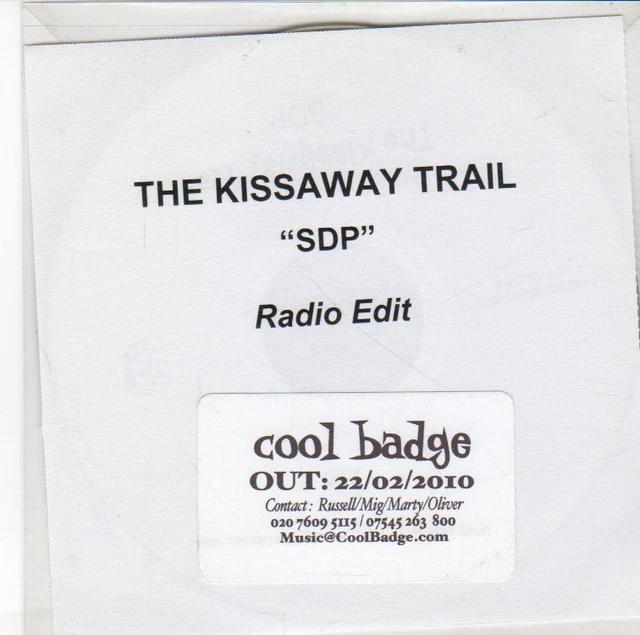 THE KISSAWAY TRAIL
“SDP”
Radio Edit
cool badge
OUT: 22/02/2010
Contact : Russell/Mig/Marty/Oliver
020 7609 5115 / 07545 263 800
Music@CoolBadge.com